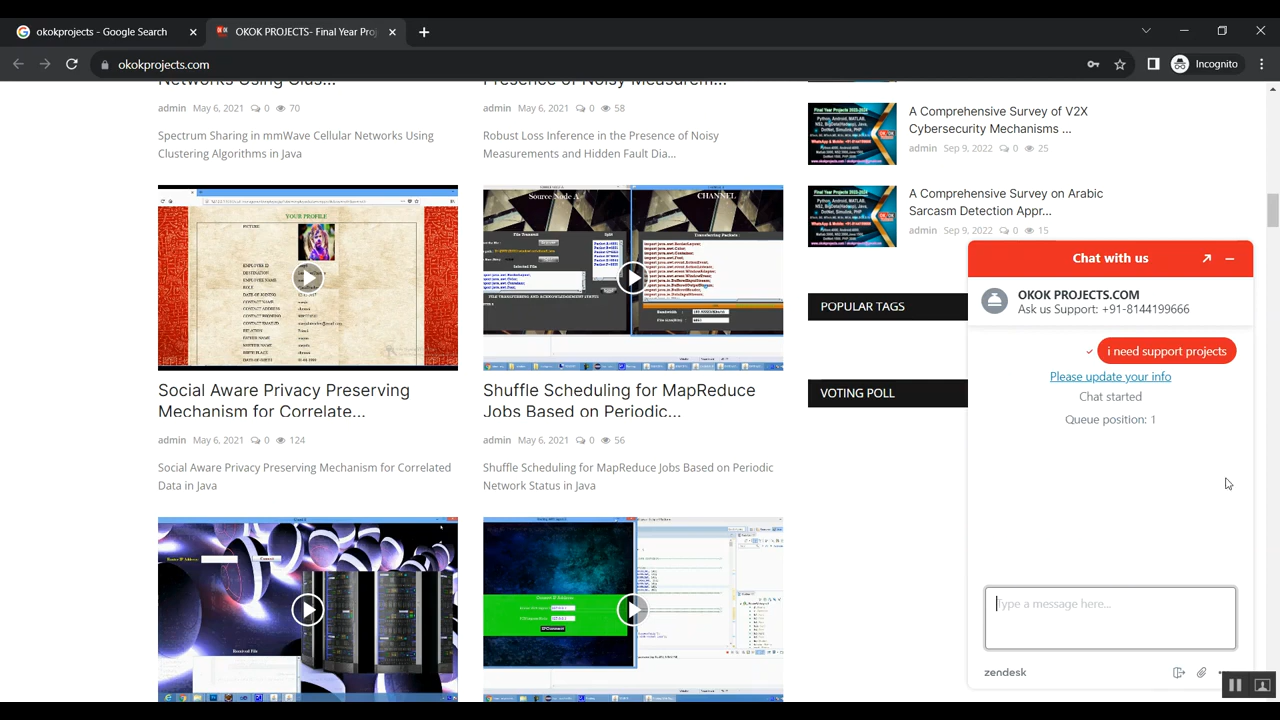 okokprojects - Google Search
OKOK PROJECTS- Final Year Proj
okokprojects.com
Incognito
Networks Using Glas...
Presence of Noisy Measurem...
admin May 6, 2021 0 70
admin May 6, 2021 0 58
Spectrum Sharing in mmWave Cellular Networks Using
Clustering Algorithms in Java
Robust Loss Inference in the Presence of Noisy
Measurements and Hidden Fault Dia...
A Comprehensive Survey of V2X
Cybersecurity Mechanisms ...
admin Sep 9, 2022 0 25
A Comprehensive Survey on Arabic
Sarcasm Detection Appr...
admin Sep 9, 2022 0 15
YOUR PROFILE
Source Node A
CHANNEL
Social Aware Privacy Preserving
Mechanism for Correlate...
admin May 6, 2021 0 124
Social Aware Privacy Preserving Mechanism for Correlated
Data in Java
Shuffle Scheduling for MapReduce
Jobs Based on Periodic...
admin May 6, 2021 0 56
Shuffle Scheduling for MapReduce Jobs Based on Periodic
Network Status in Java
POPULAR TAGS
VOTING POLL
Chat with us
OKOK PROJECTS.COM
Ask us Support +91- 8144199666
i need support projects
Please update your info
Chat started
Queue position: 1
Type a message here...
zendesk